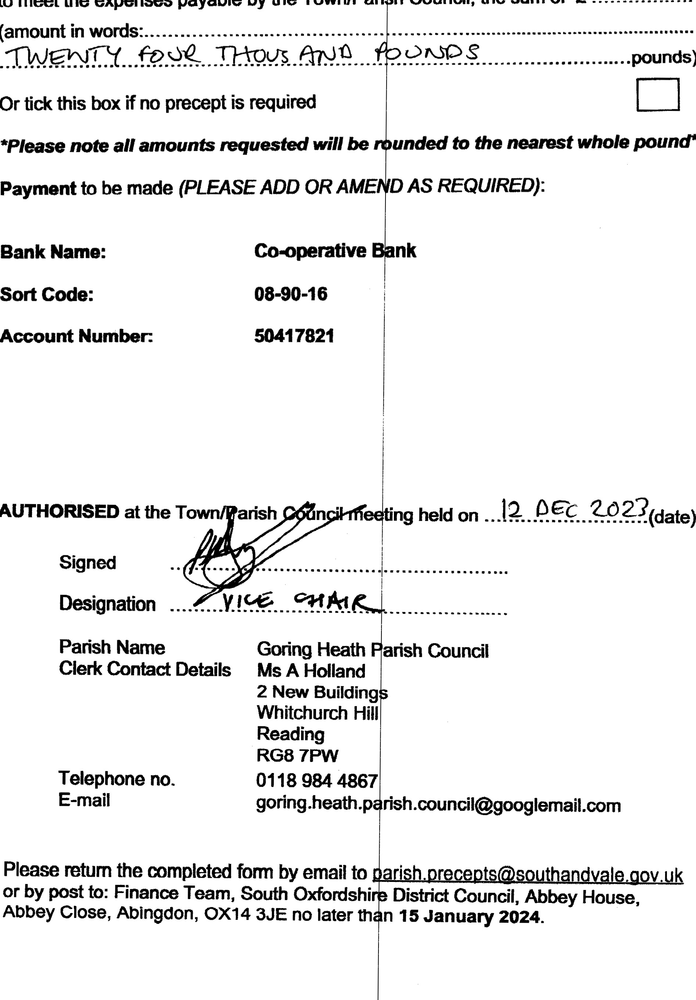 to meet the expenses payable by the Town/Parish Council, the sum of £ ....................
(amount in words:....................................................................................
TWENTY FOUR THOUSAND POUNDS ....................pounds)
Or tick this box if no precept is required
*Please note all amounts requested will be rounded to the nearest whole pound*
Payment to be made (PLEASE ADD OR AMEND AS REQUIRED):
Bank Name: Co-operative Bank
Sort Code: 08-90-16
Account Number: 50417821
AUTHORISED at the Town/Parish Council meeting held on ...12 DEC 2023(date)
Signed ....................................................................................
Designation ........VICE CHAIR....................
Parish Name Goring Heath Parish Council
Clerk Contact Details Ms A Holland
2 New Buildings
Whitchurch Hill
Reading
RG8 7PW
Telephone no. 0118 984 4867
E-mail goring.heath.parish.council@googlemail.com
Please return the completed form by email to parish.precepts@southandvale.gov.uk
or by post to: Finance Team, South Oxfordshire District Council, Abbey House,
Abbey Close, Abingdon, OX14 3JE no later than 15 January 2024.